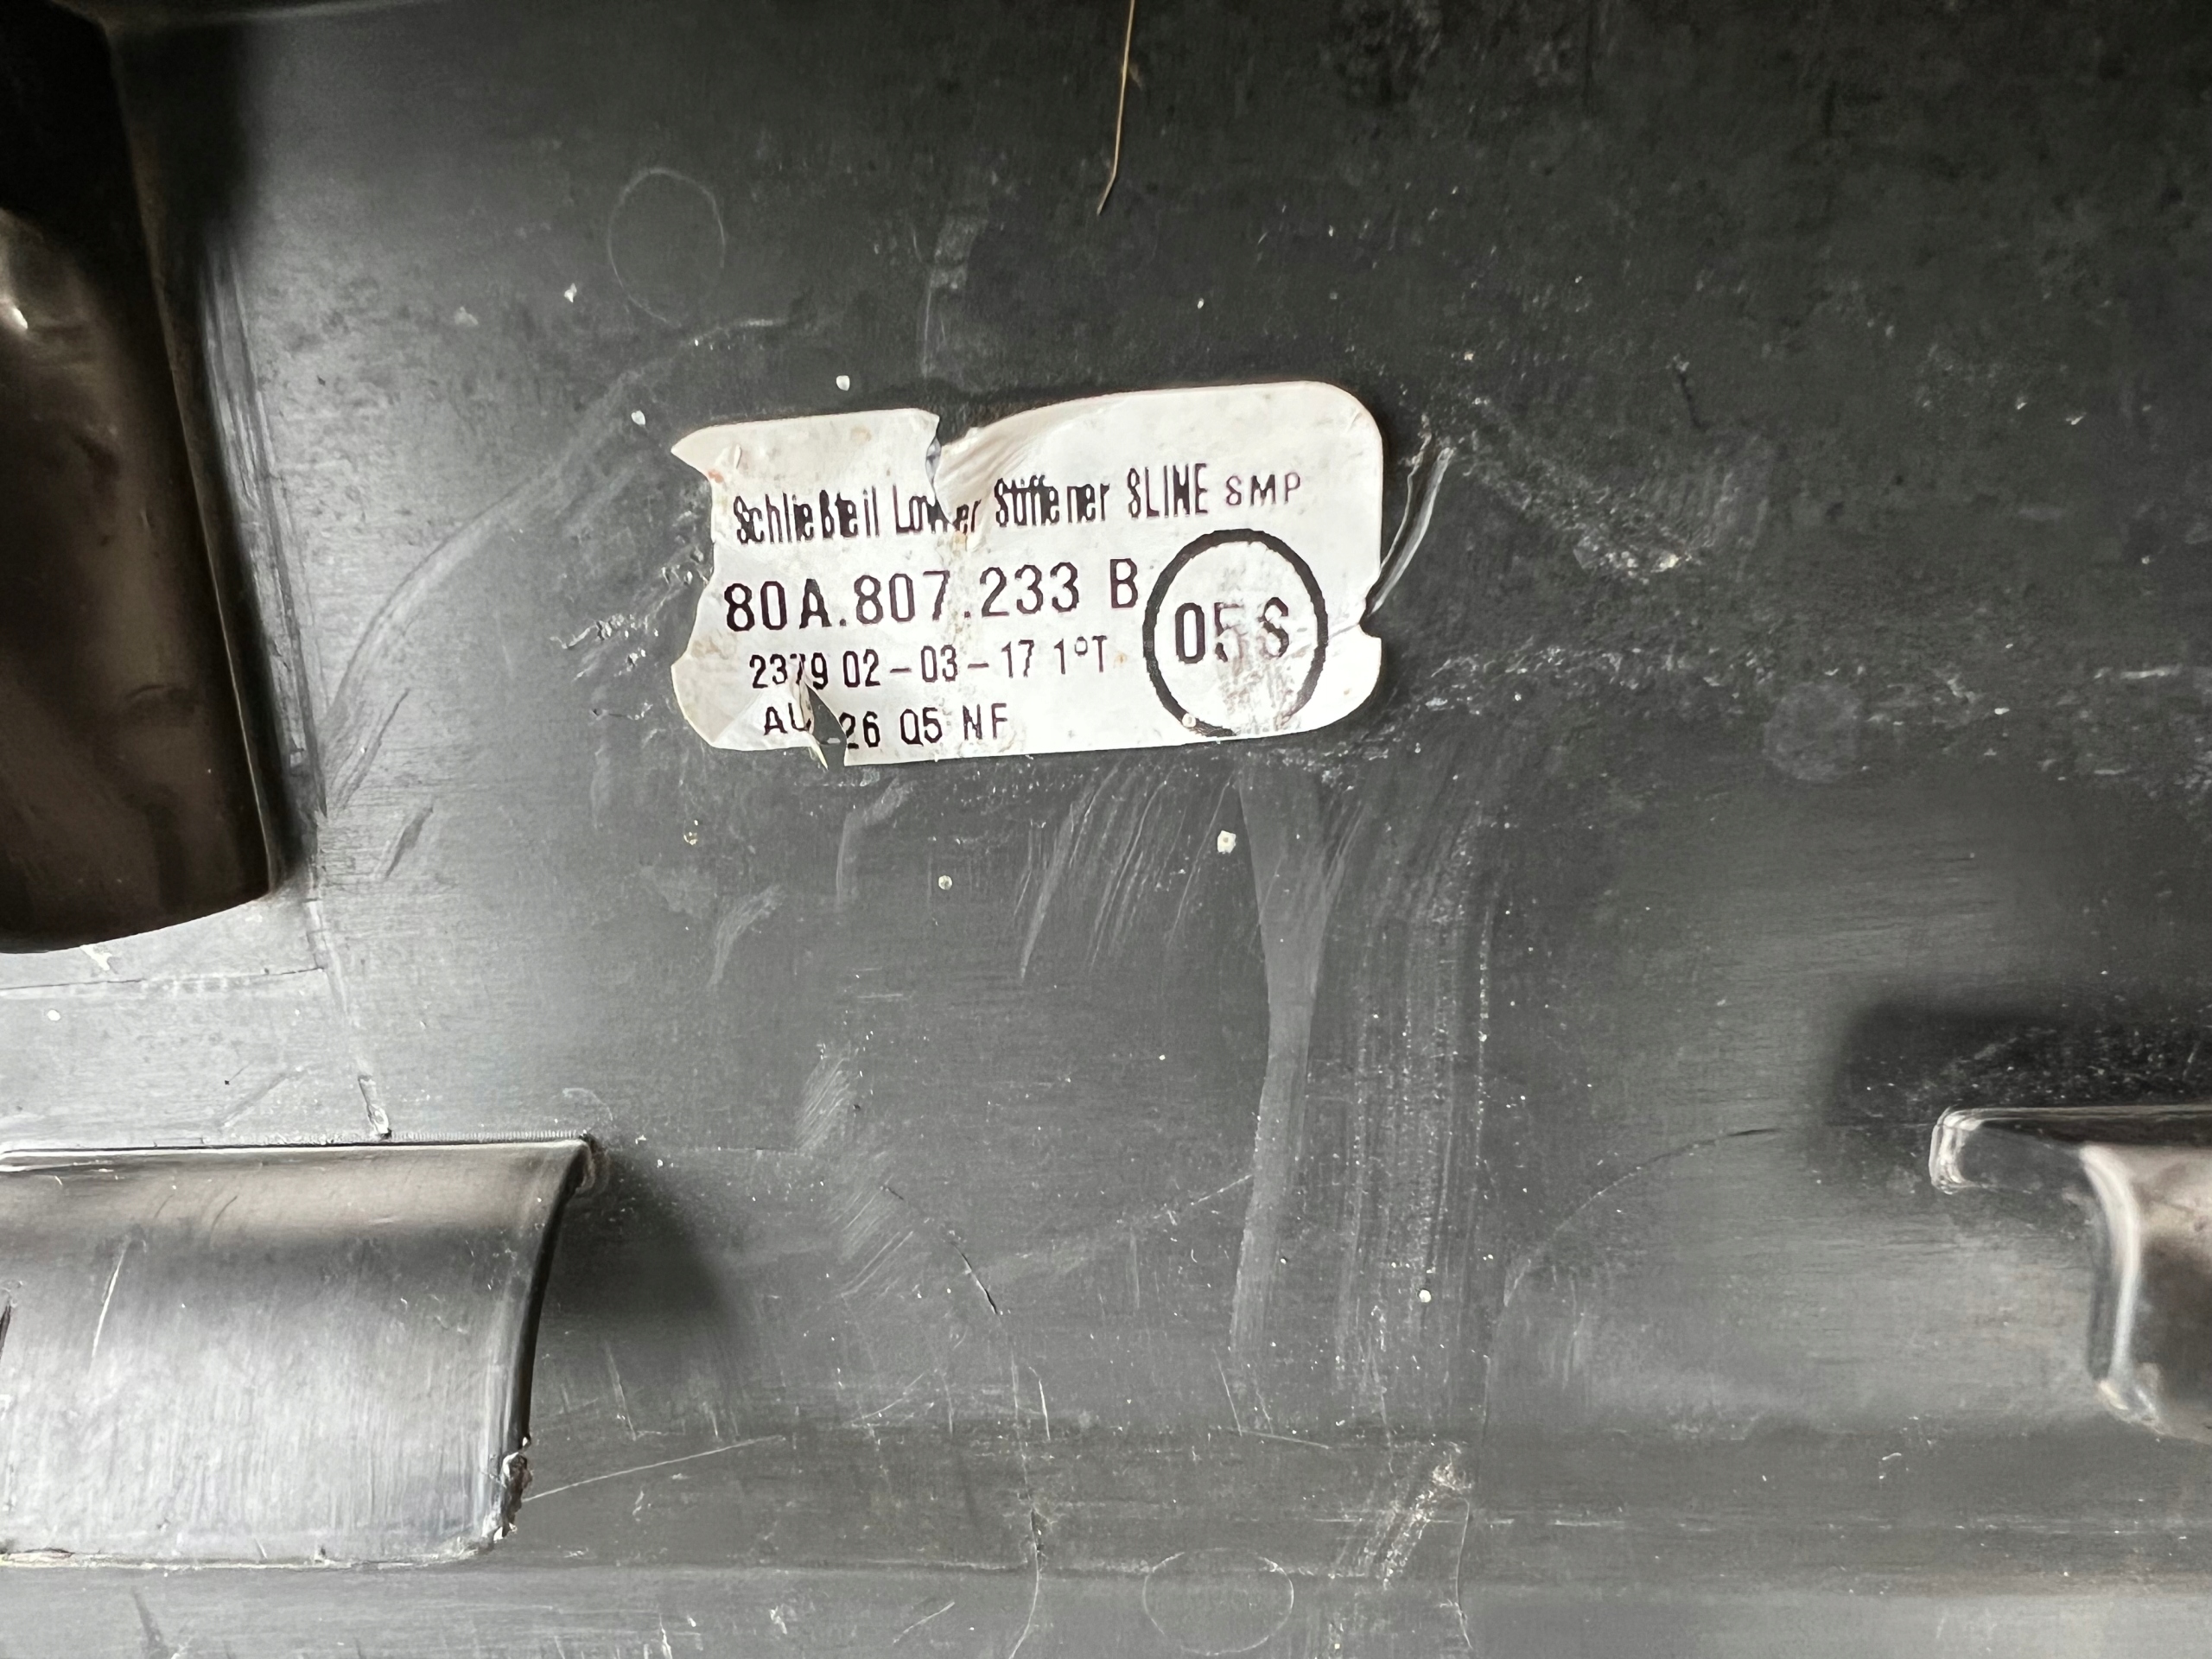 Schließteil Lower Stiffener SLINE SMP
80A.807.233 B
05S
2379 02-03-17 1°T
26 Q5 NF